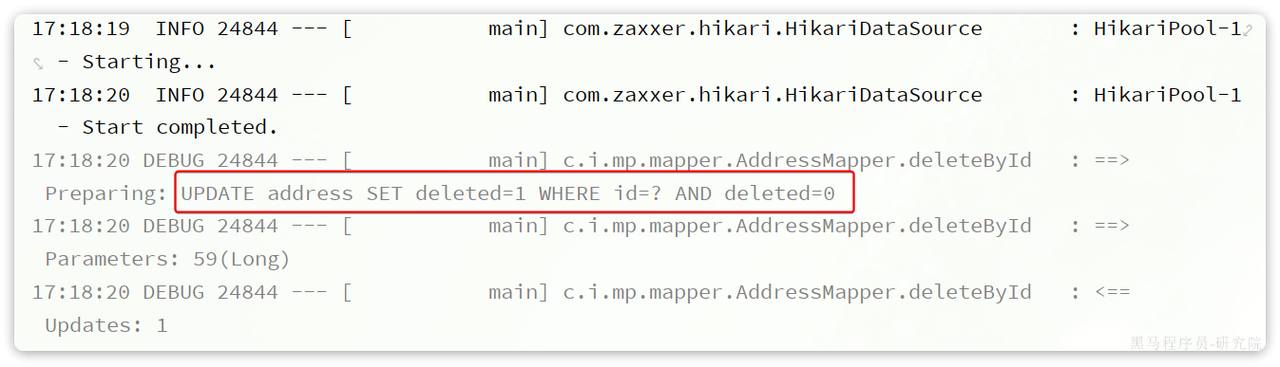 17:18:19  INFO 24844 --- [           main] com.zaxxer.hikari.HikariDataSource       : HikariPool-1
 - Starting...
17:18:20  INFO 24844 --- [           main] com.zaxxer.hikari.HikariDataSource       : HikariPool-1
 - Start completed.
17:18:20 DEBUG 24844 --- [           main] c.i.mp.mapper.AddressMapper.deleteById   : ==>
 Preparing: UPDATE address SET deleted=1 WHERE id=? AND deleted=0
17:18:20 DEBUG 24844 --- [           main] c.i.mp.mapper.AddressMapper.deleteById   : ==>
 Parameters: 59(Long)
17:18:20 DEBUG 24844 --- [           main] c.i.mp.mapper.AddressMapper.deleteById   : <==
 Updates: 1
黑马程序员-研究院